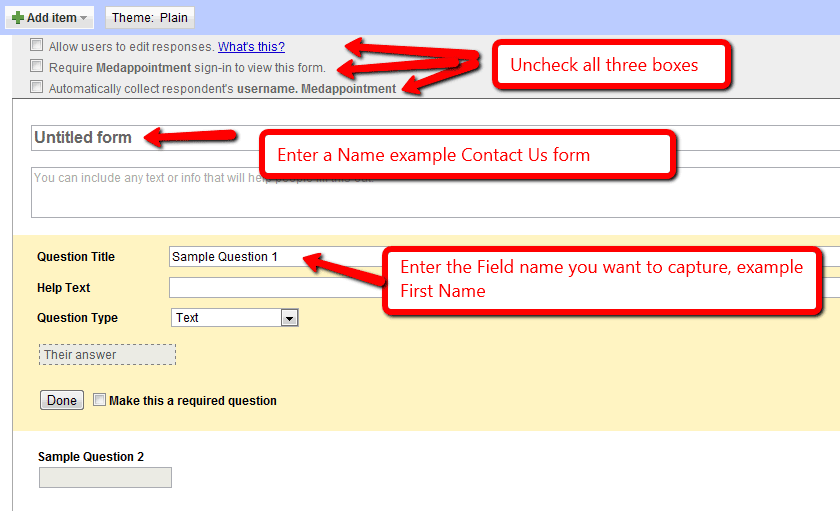 Add item Theme: Plain
Allow users to edit responses. What's this?
Require Medappointment sign-in to view this form.
Automatically collect respondent's username. Medappointment
Uncheck all three boxes
Untitled form
Enter a Name example Contact Us form
You can include any text or info that will help people fill this out.
Question Title Sample Question 1
Enter the Field name you want to capture, example
First Name
Help Text
Question Type Text
Their answer
Done Make this a required question
Sample Question 2